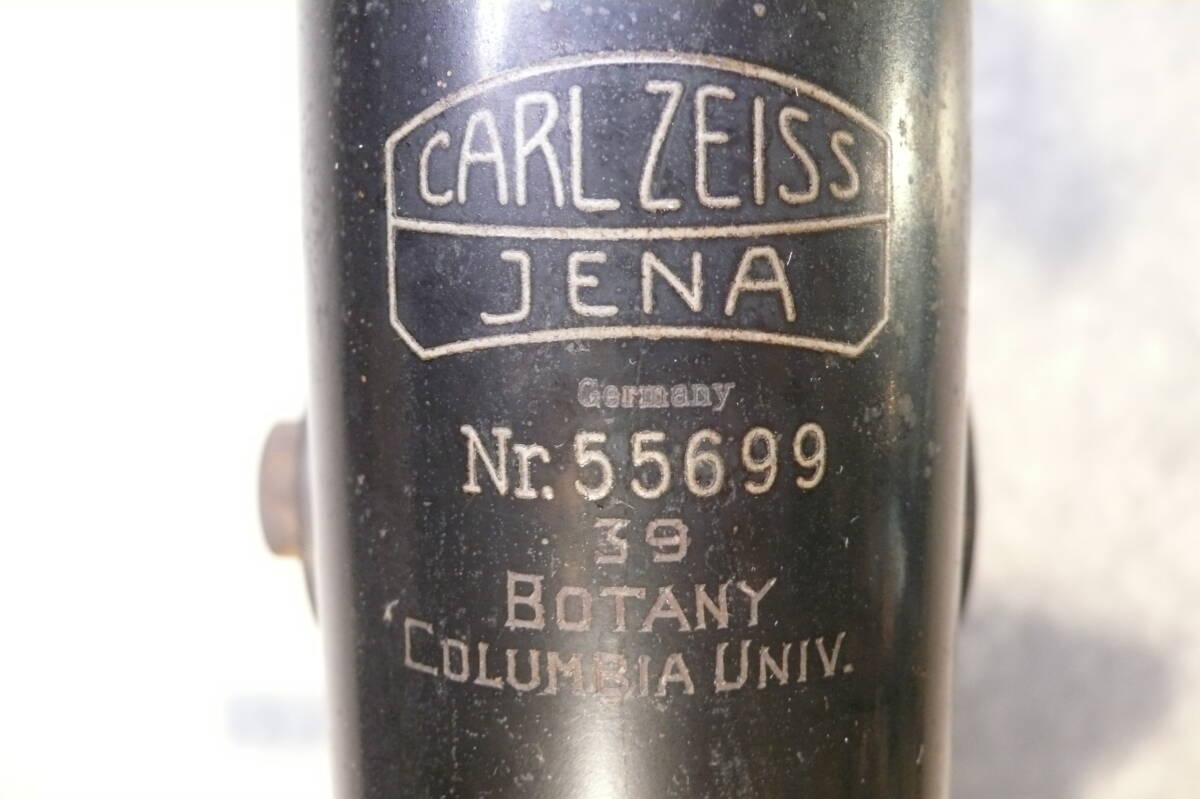 CARL ZEISS
JENA
Germany
Nr. 55699
39
BOTANY
COLUMBIA UNIV.